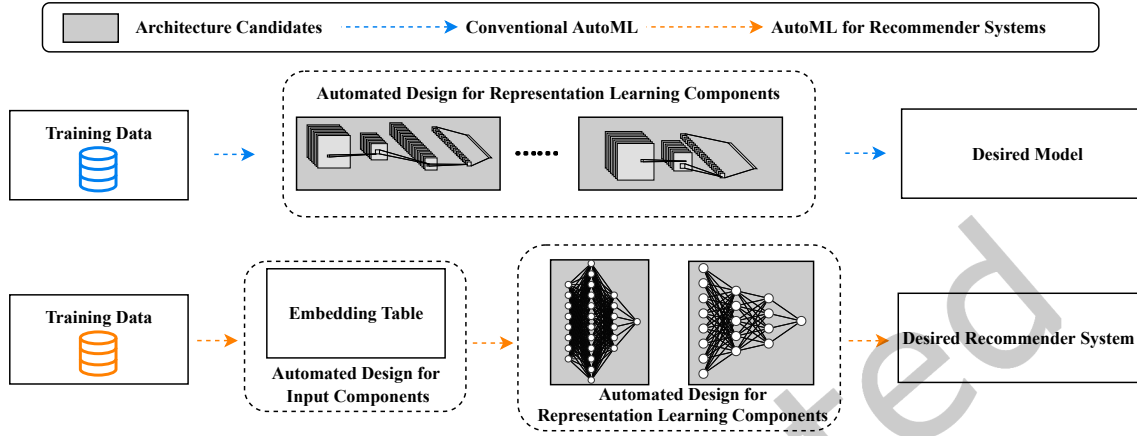 Architecture Candidates
Conventional AutoML
AutoML for Recommender Systems
Automated Design for Representation Learning Components
Training Data
......
Desired Model
Training Data
Embedding Table
Automated Design for
Input Components
Automated Design for
Representation Learning Components
Desired Recommender System
ted